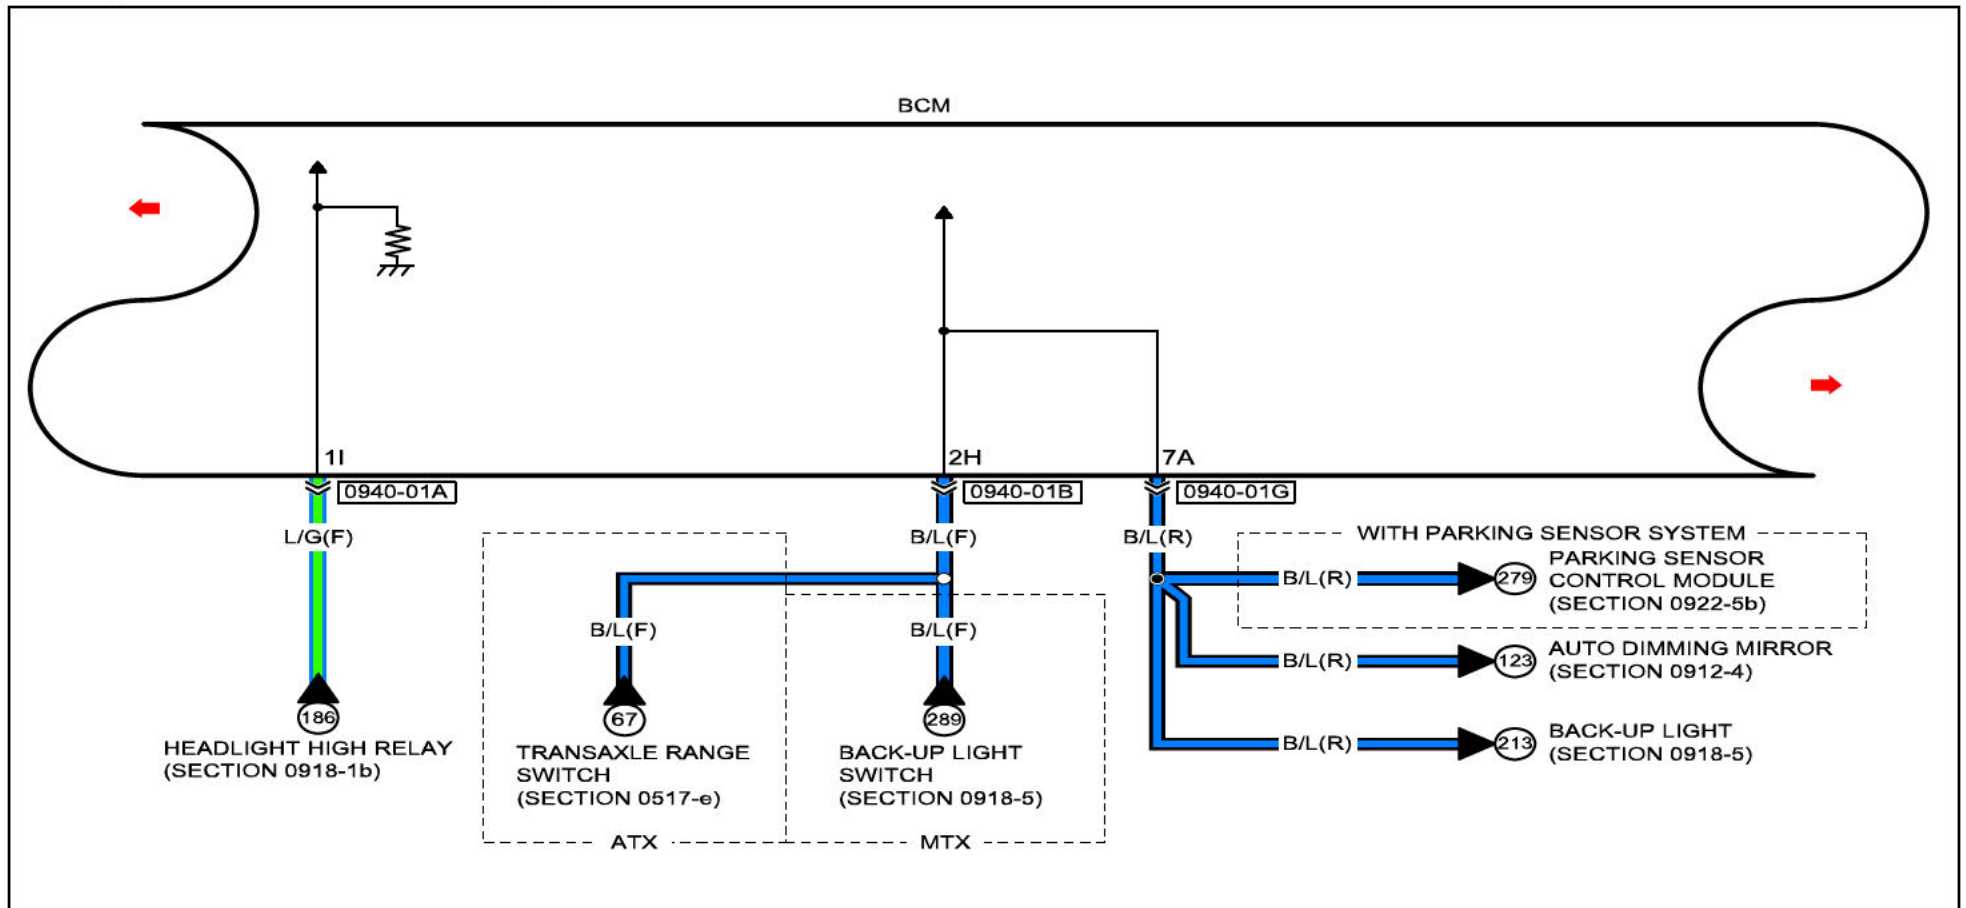 BCM
1I
2H
7A
0940-01A
0940-01B
0940-01G
L/G(F)
B/L(F)
B/L(R)
WITH PARKING SENSOR SYSTEM
B/L(R)
279
PARKING SENSOR
CONTROL MODULE
(SECTION 0922-5b)
B/L(F)
B/L(F)
B/L(R)
123
AUTO DIMMING MIRROR
(SECTION 0912-4)
186
HEADLIGHT HIGH RELAY
(SECTION 0918-1b)
67
TRANSAXLE RANGE
SWITCH
(SECTION 0517-e)
289
BACK-UP LIGHT
SWITCH
(SECTION 0918-5)
B/L(R)
213
BACK-UP LIGHT
(SECTION 0918-5)
ATX
MTX